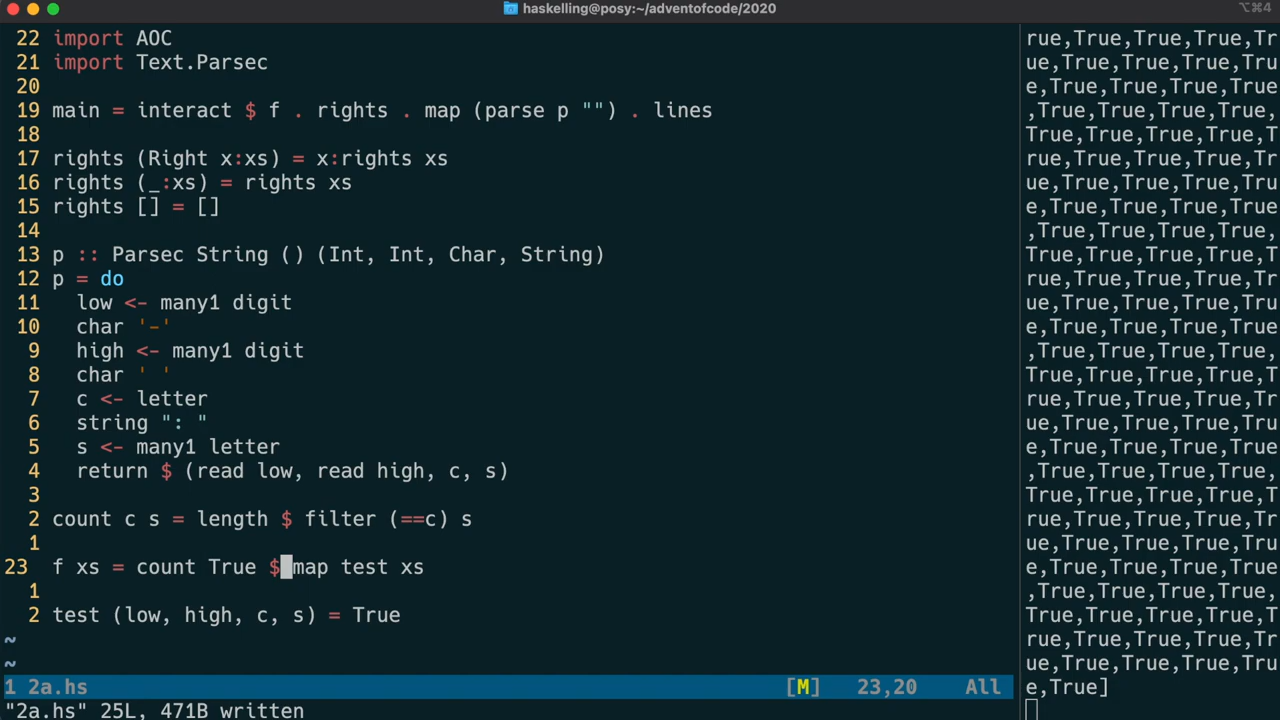 haskelling@posy:~/adventofcode/2020
⌥⌘4
22 import AOC
21 import Text.Parsec
20
19 main = interact $ f . rights . map (parse p "") . lines
18
17 rights (Right x:xs) = x:rights xs
16 rights (_:xs) = rights xs
15 rights [] = []
14
13 p :: Parsec String () (Int, Int, Char, String)
12 p = do
11   low <- many1 digit
10   char '-'
9   high <- many1 digit
8   char ' '
7   c <- letter
6   string ": "
5   s <- many1 letter
4   return $ (read low, read high, c, s)
3
2 count c s = length $ filter (==c) s
1
23 f xs = count True $ map test xs
1
2 test (low, high, c, s) = True
~
~
1 2a.hs [M] 23,20 All
"2a.hs" 25L, 471B written
rue,True,True,True,Tr
ue,True,True,True,Tru
e,True,True,True,True
,True,True,True,True,
True,True,True,True,T
rue,True,True,True,Tr
ue,True,True,True,Tru
e,True,True,True,True
,True,True,True,True,
True,True,True,True,T
rue,True,True,True,Tr
ue,True,True,True,Tru
e,True,True,True,True
,True,True,True,True,
True,True,True,True,T
rue,True,True,True,Tr
ue,True,True,True,Tru
e,True,True,True,True
,True,True,True,True,
True,True,True,True,T
rue,True,True,True,Tr
ue,True,True,True,Tru
e,True,True,True,True
,True,True,True,True,
True,True,True,True,T
rue,True,True,True,Tr
ue,True,True,True,Tru
e,True]